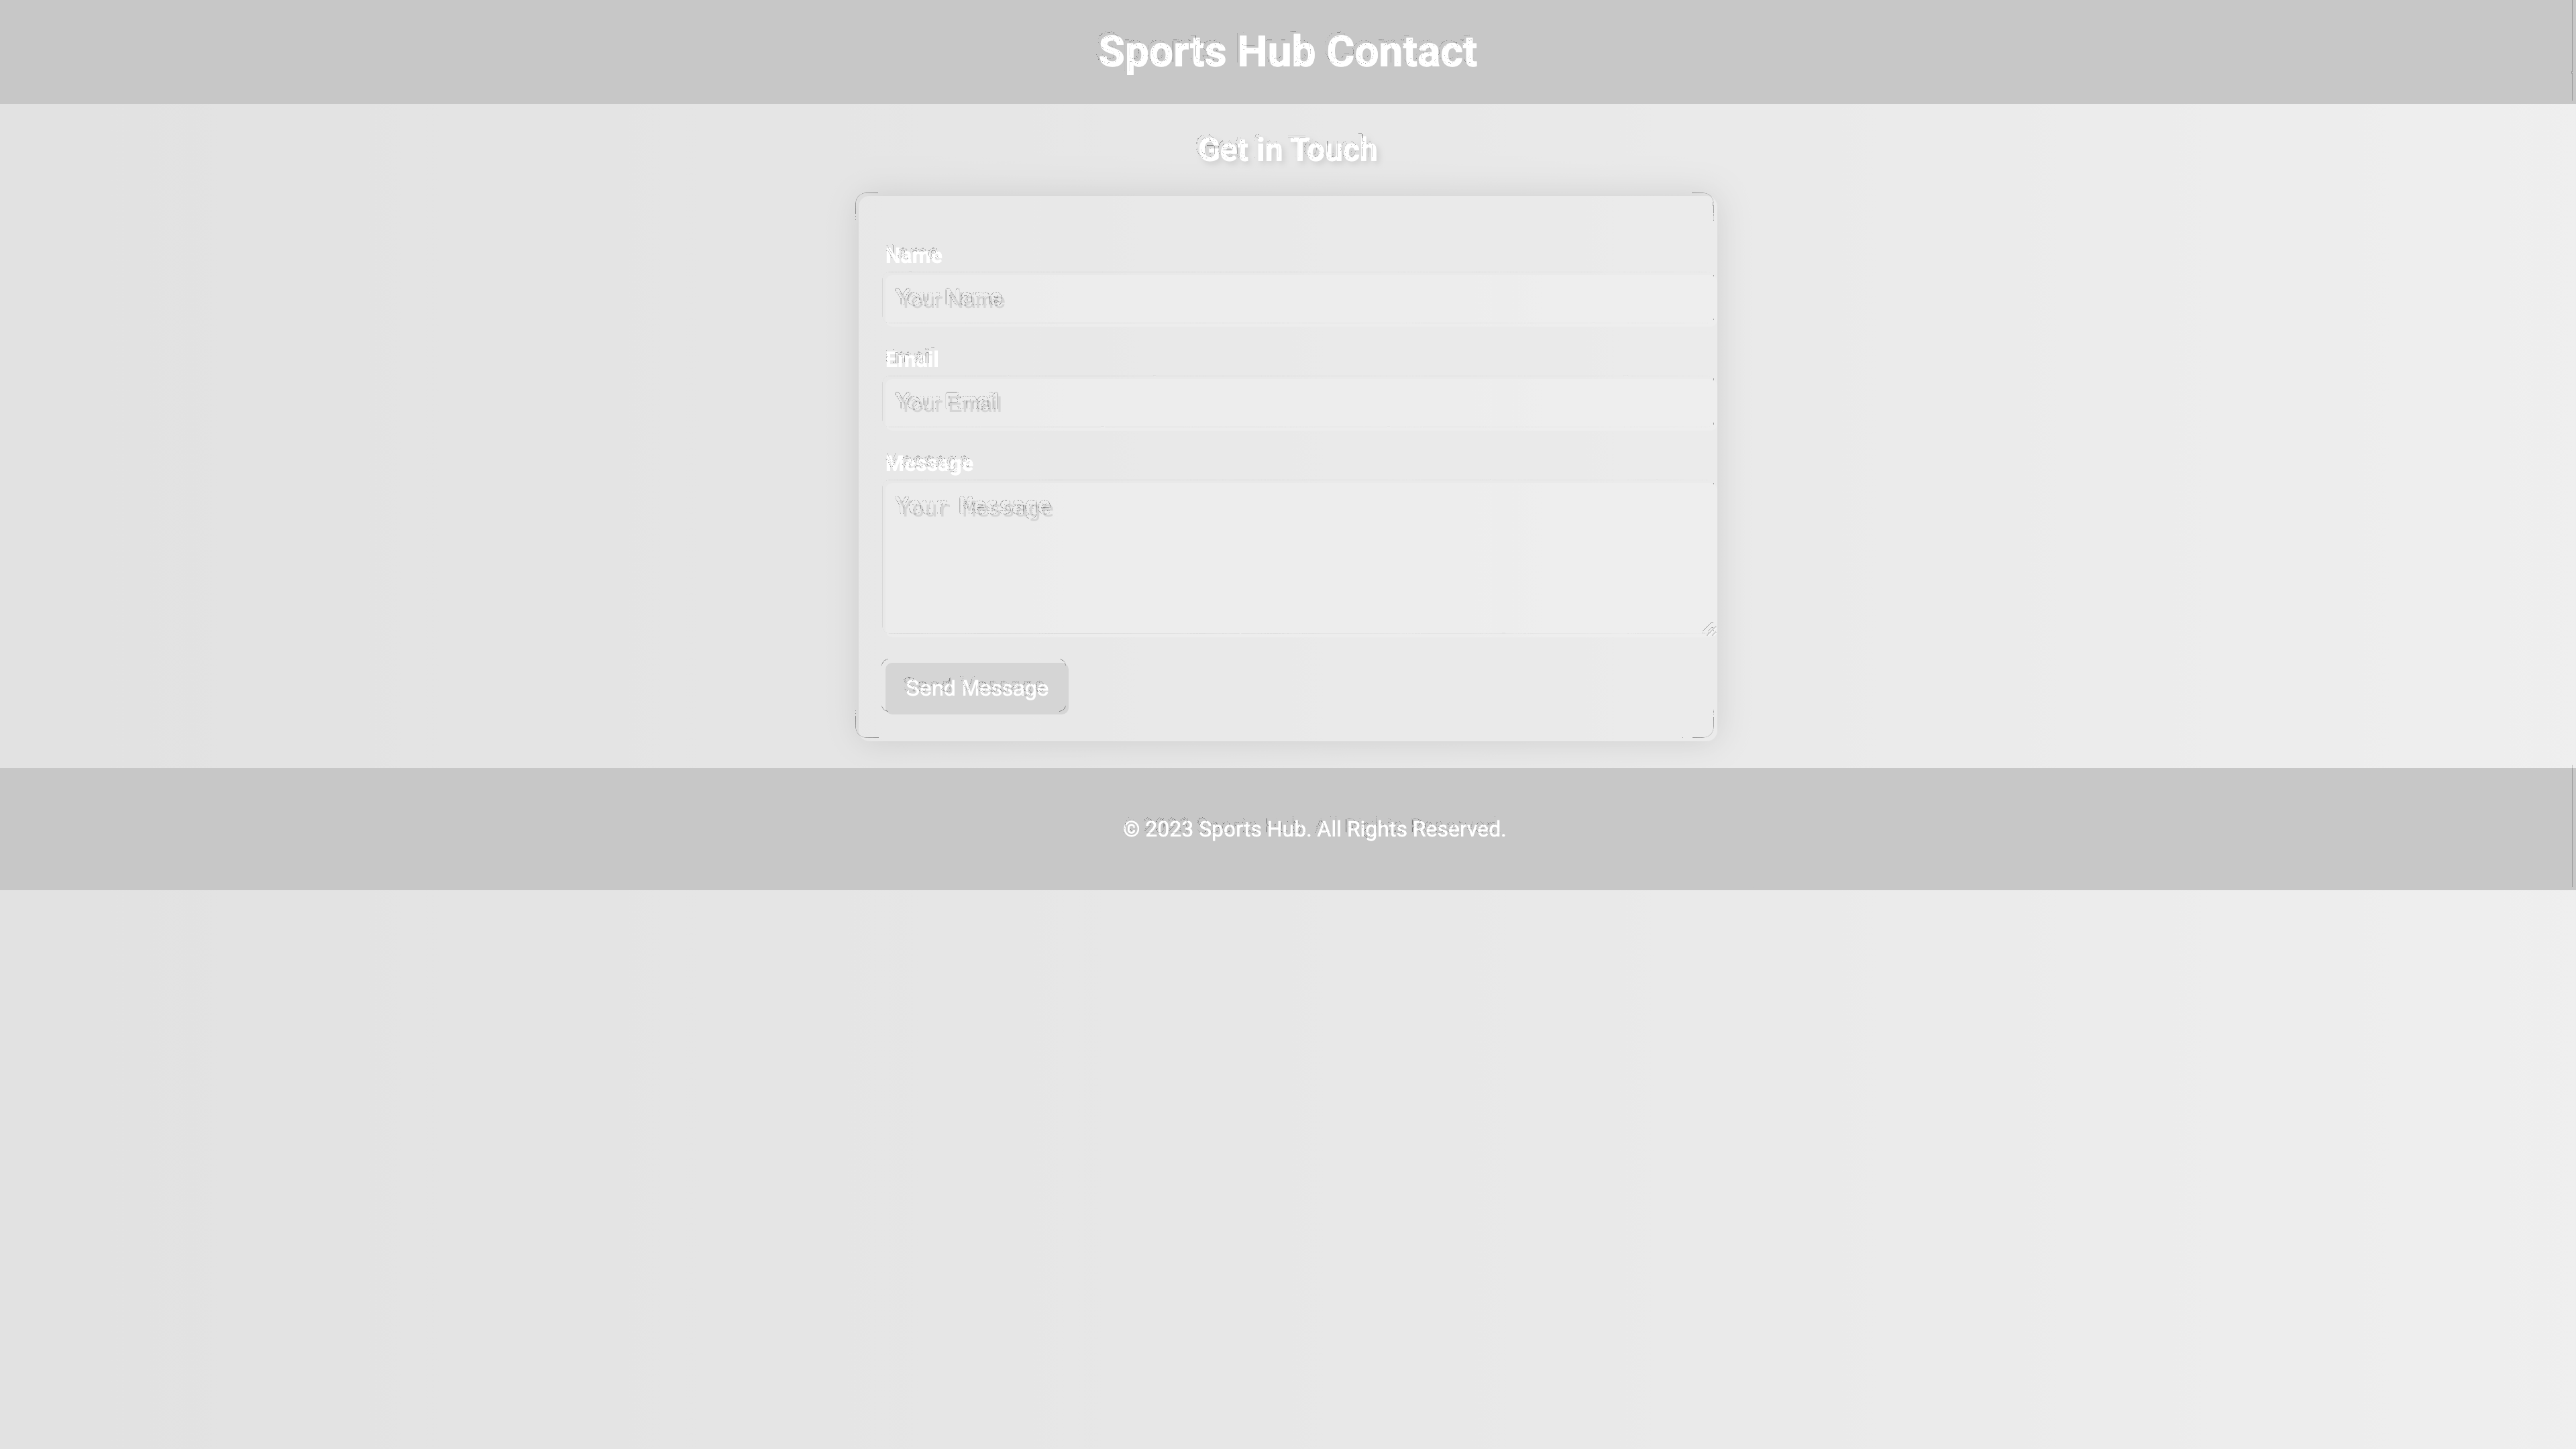 Sports Hub Contact
Get in Touch
Name
Your Name
Email
Your Email
Message
Your Message
Send Message
© 2023 Sports Hub. All Rights Reserved.